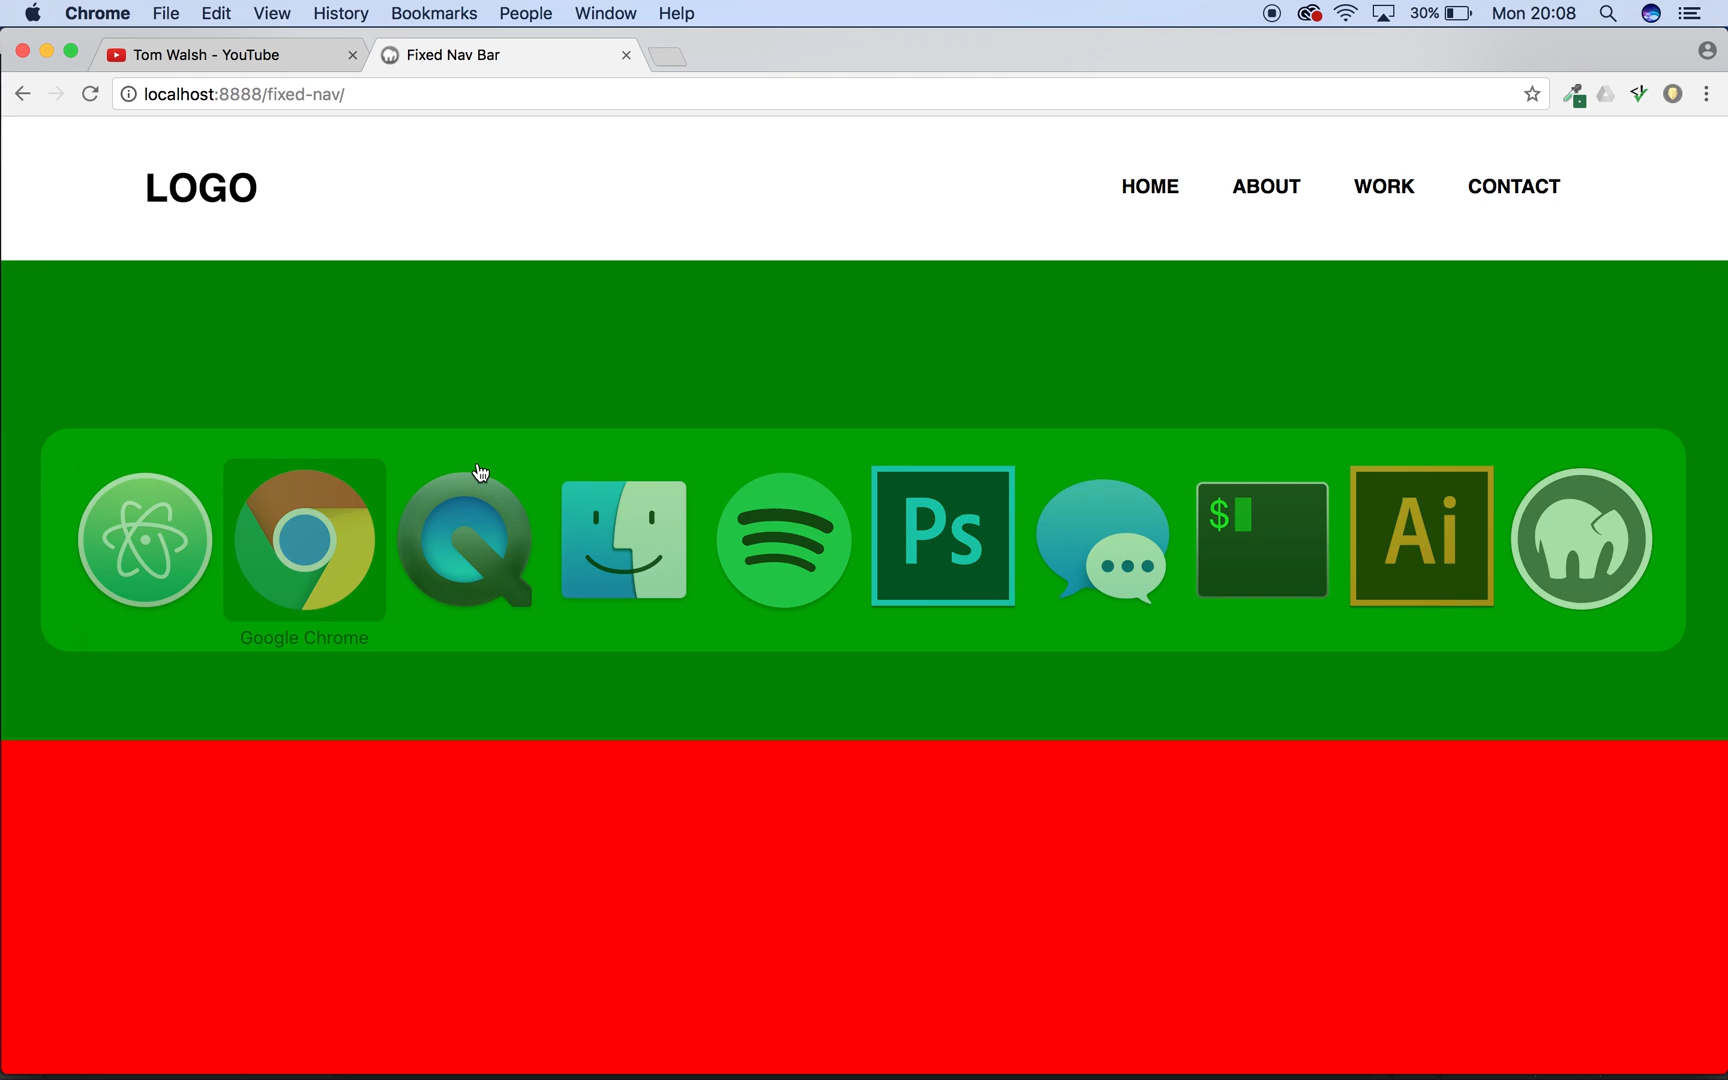 Chrome File Edit View History Bookmarks People Window Help 30% Mon 20:08
Tom Walsh - YouTube Fixed Nav Bar
localhost:8888/fixed-nav/
LOGO HOME ABOUT WORK CONTACT
Ps $ Ai
Google Chrome